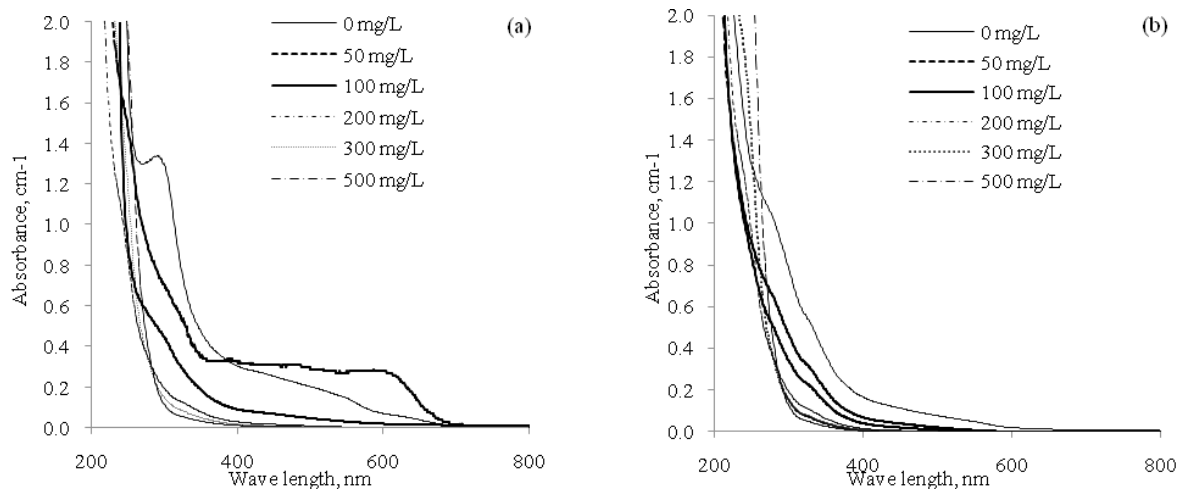 (a)
0 mg/L
50 mg/L
100 mg/L
200 mg/L
300 mg/L
500 mg/L
2.0
1.8
1.6
1.4
1.2
1.0
0.8
0.6
0.4
0.2
0.0
Absorbance, cm-1
200
400
600
800
Wave length, nm
(b)
0 mg/L
50 mg/L
100 mg/L
200 mg/L
300 mg/L
500 mg/L
2.0
1.8
1.6
1.4
1.2
1.0
0.8
0.6
0.4
0.2
0.0
Absorbance, cm-1
200
400
600
800
Wave length, nm